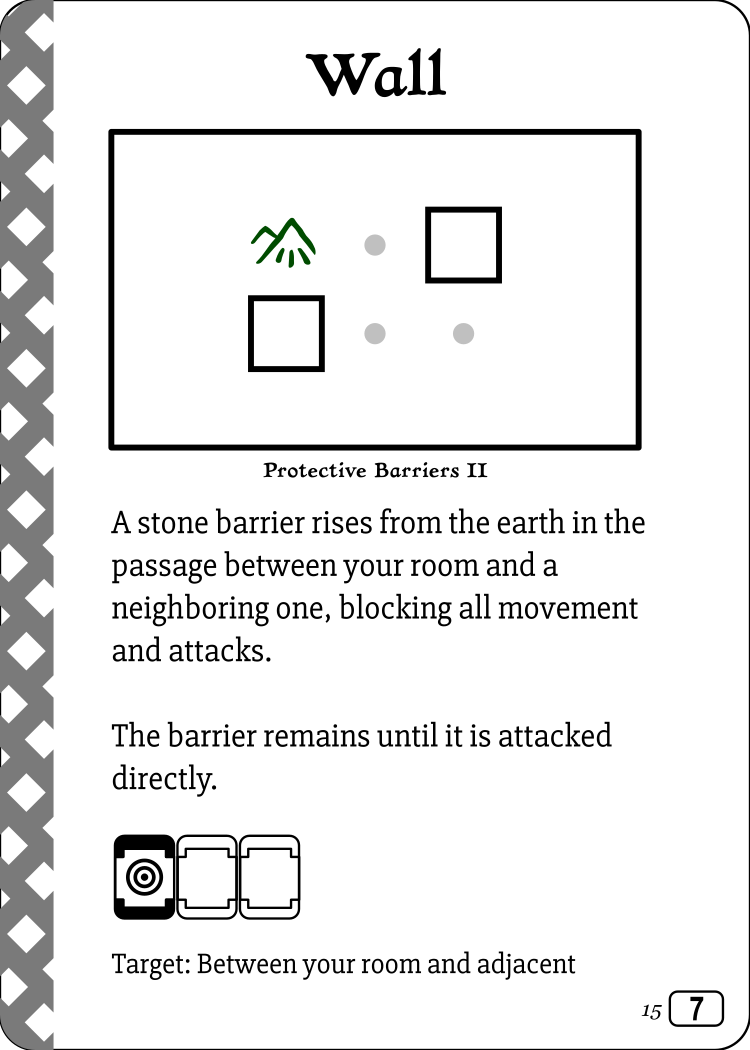 Wall
Protective Barriers II
A stone barrier rises from the earth in the
passage between your room and a
neighboring one, blocking all movement
and attacks.
The barrier remains until it is attacked
directly.
Target: Between your room and adjacent
15 7